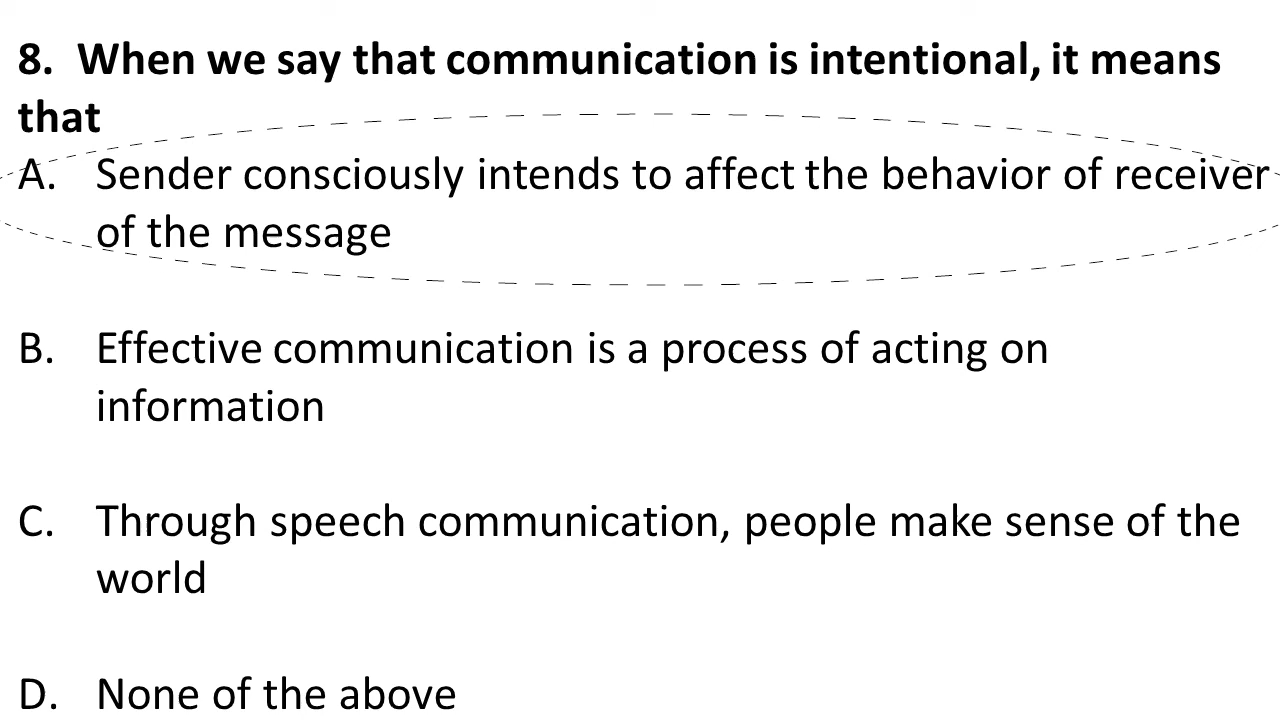 8. When we say that communication is intentional, it means
that
A. Sender consciously intends to affect the behavior of receiver
of the message
B. Effective communication is a process of acting on
information
C. Through speech communication, people make sense of the
world
D. None of the above